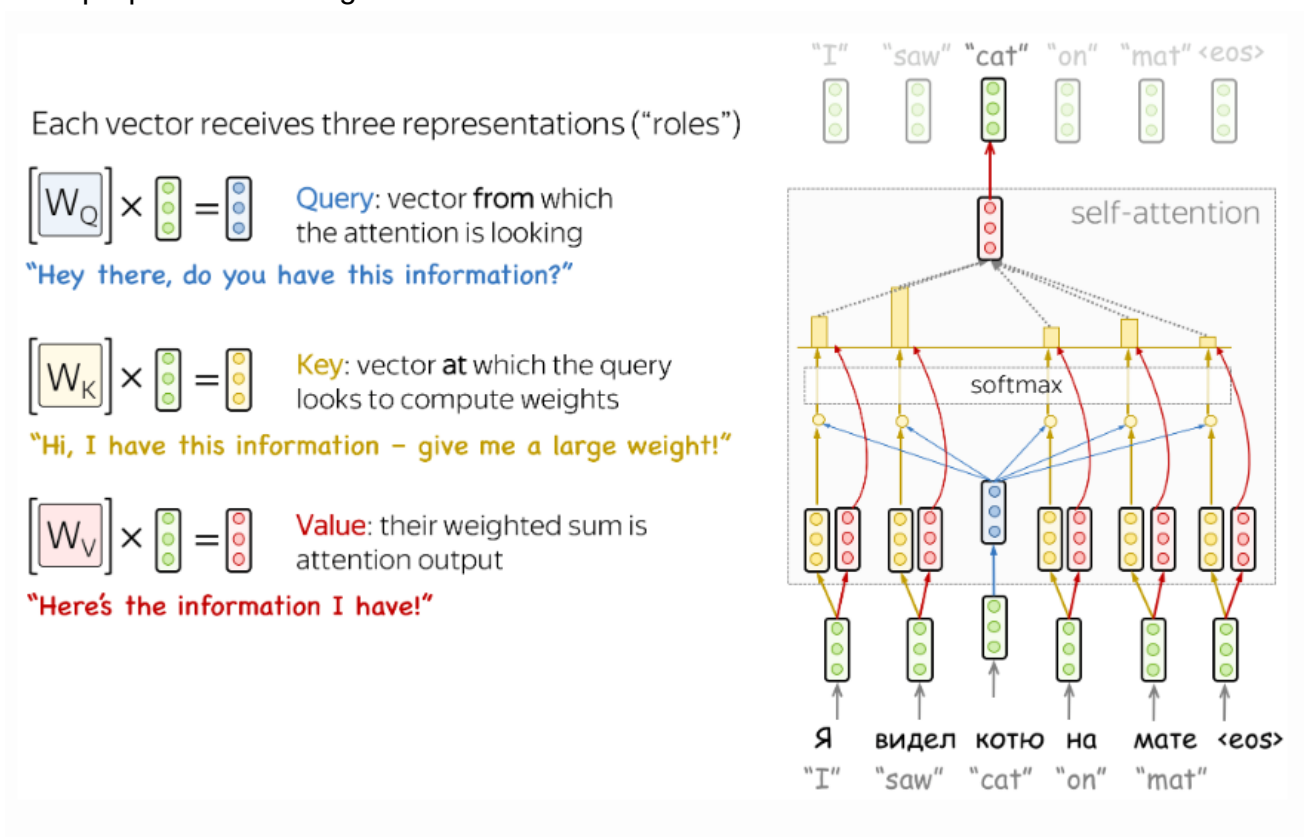 Each vector receives three representations (“roles”)
[W_Q] × =
Query: vector from which
the attention is looking
“Hey there, do you have this information?”
[W_K] × =
Key: vector at which the query
looks to compute weights
“Hi, I have this information – give me a large weight!”
[W_V] × =
Value: their weighted sum is
attention output
“Here’s the information I have!”
“I” “saw” “cat” “on” “mat” <eos>
self-attention
softmax
Я видел котю на мате <eos>
“I” “saw” “cat” “on” “mat”